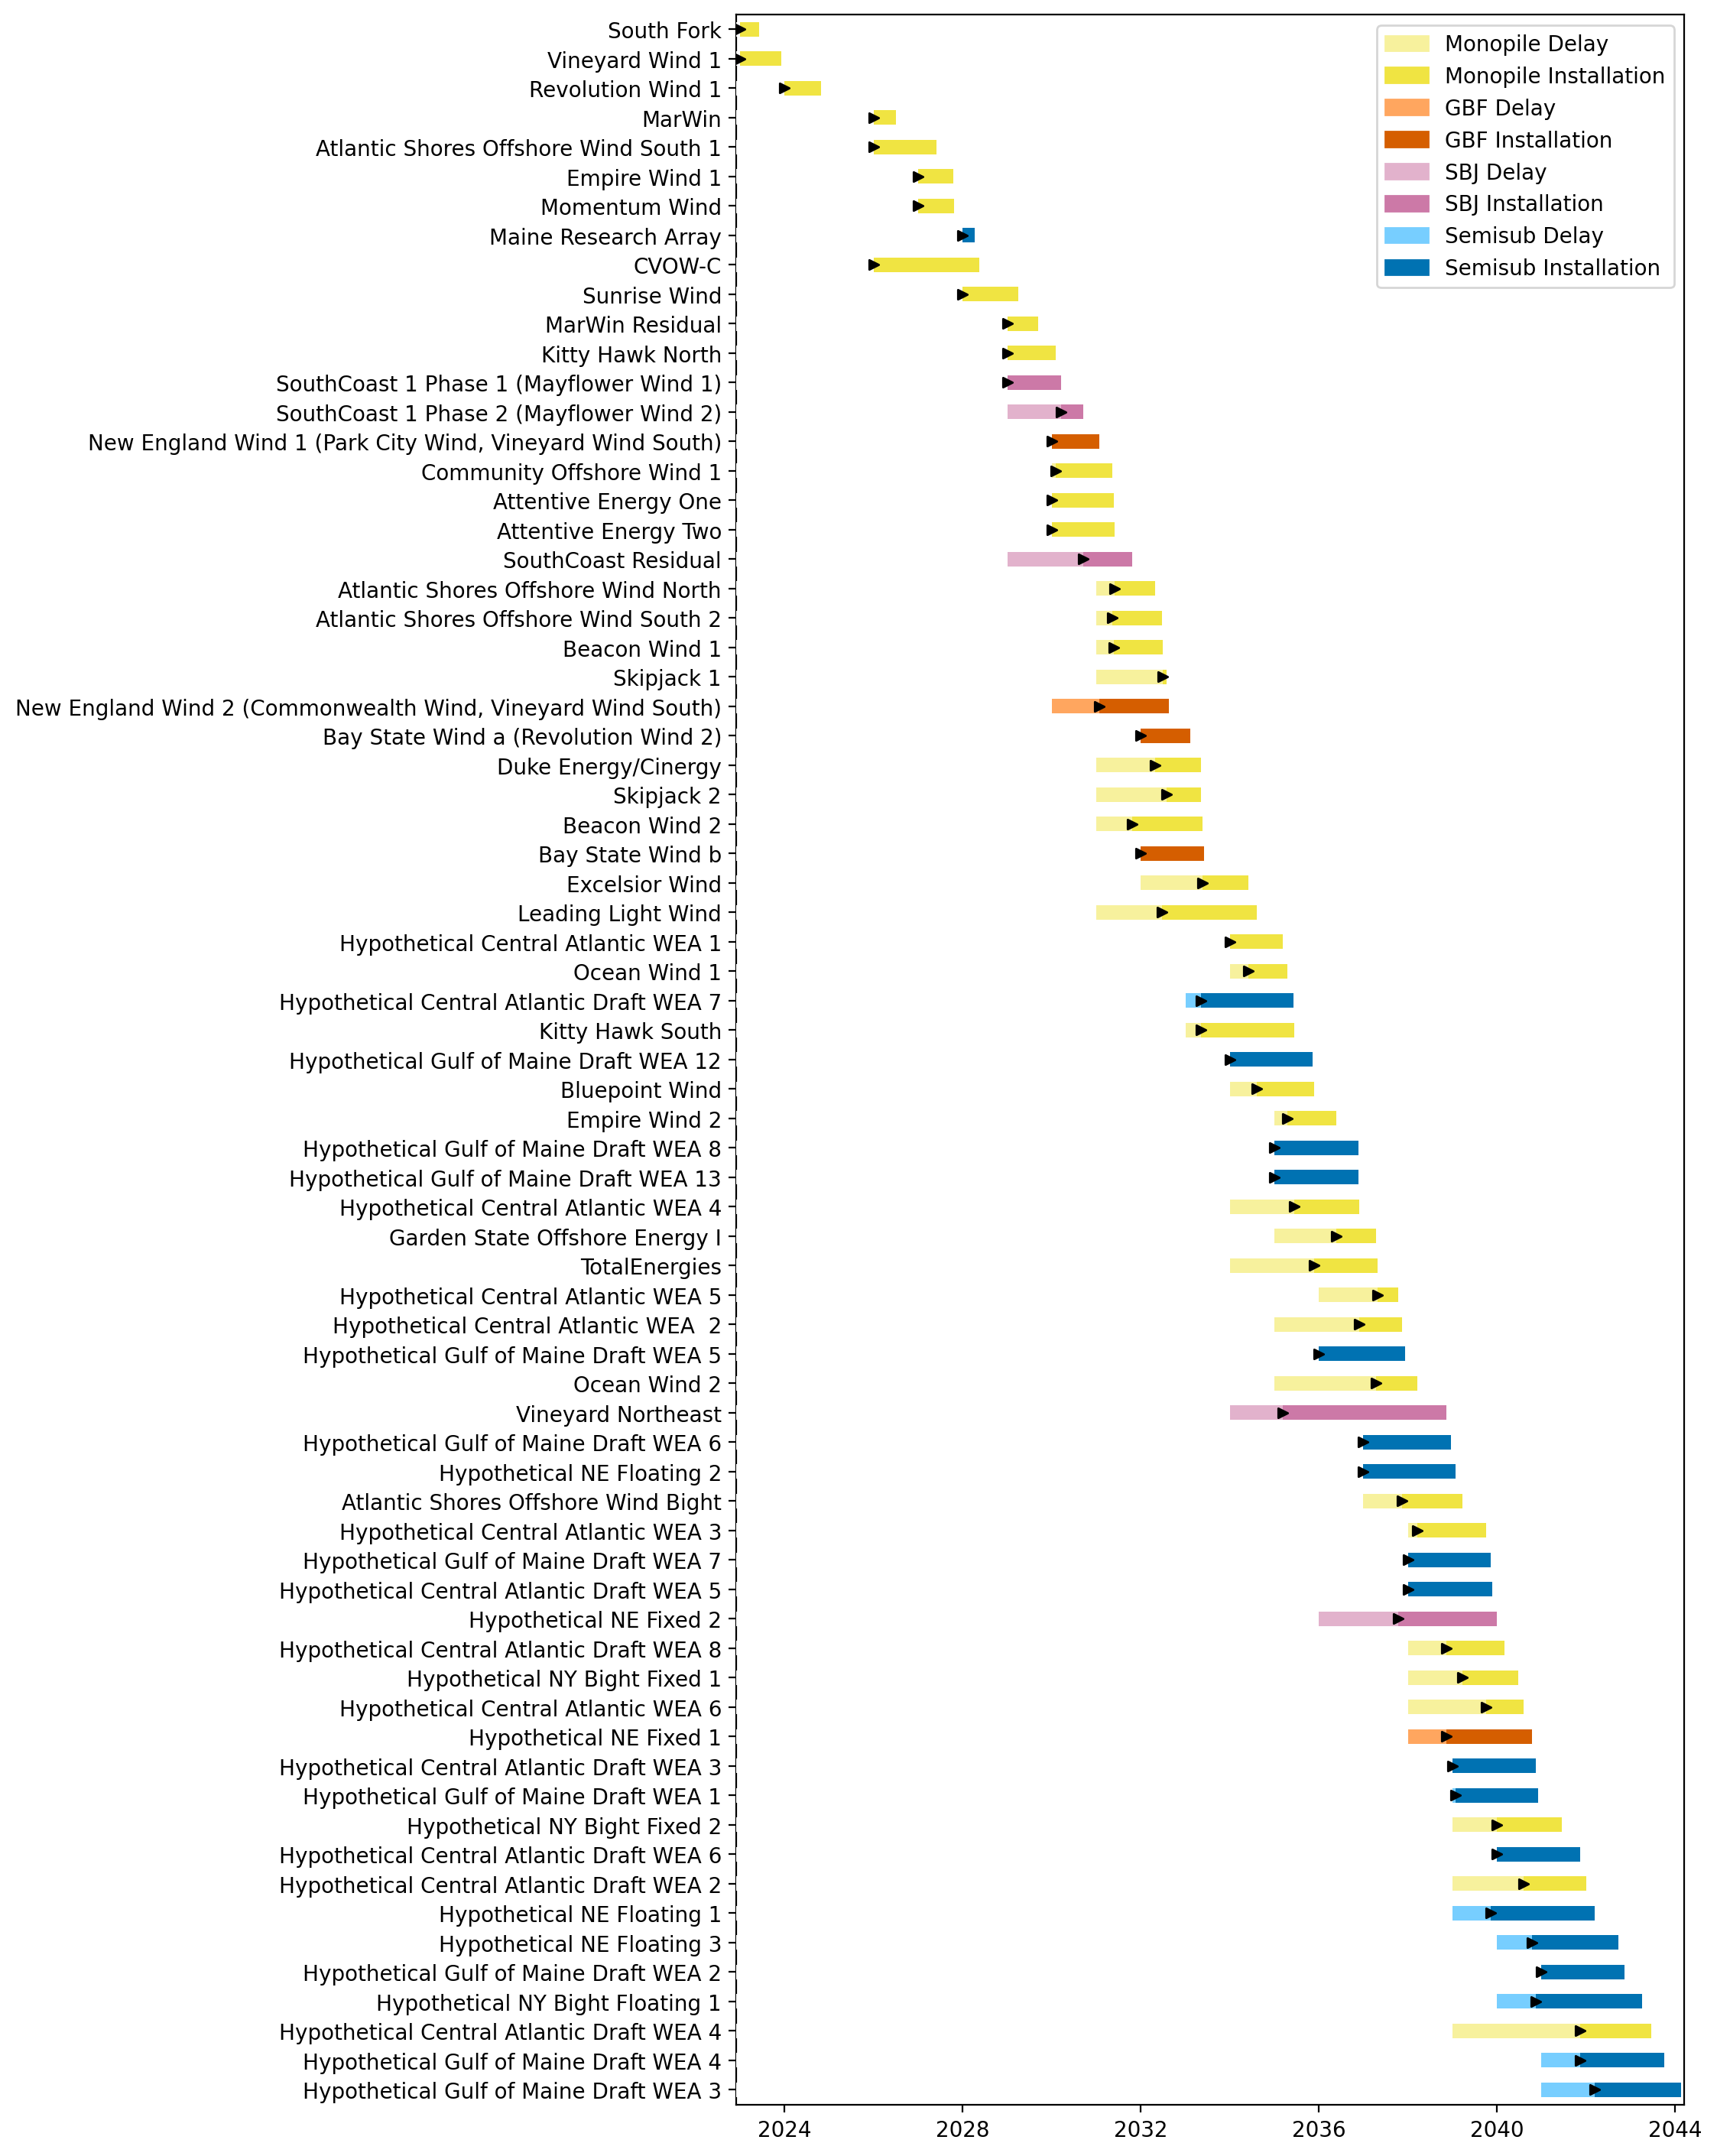 South Fork
Vineyard Wind 1
Revolution Wind 1
MarWin
Atlantic Shores Offshore Wind South 1
Empire Wind 1
Momentum Wind
Maine Research Array
CVOW-C
Sunrise Wind
MarWin Residual
Kitty Hawk North
SouthCoast 1 Phase 1 (Mayflower Wind 1)
SouthCoast 1 Phase 2 (Mayflower Wind 2)
New England Wind 1 (Park City Wind, Vineyard Wind South)
Community Offshore Wind 1
Attentive Energy One
Attentive Energy Two
SouthCoast Residual
Atlantic Shores Offshore Wind North
Atlantic Shores Offshore Wind South 2
Beacon Wind 1
Skipjack 1
New England Wind 2 (Commonwealth Wind, Vineyard Wind South)
Bay State Wind a (Revolution Wind 2)
Duke Energy/Cinergy
Skipjack 2
Beacon Wind 2
Bay State Wind b
Excelsior Wind
Leading Light Wind
Hypothetical Central Atlantic WEA 1
Ocean Wind 1
Hypothetical Central Atlantic Draft WEA 7
Kitty Hawk South
Hypothetical Gulf of Maine Draft WEA 12
Bluepoint Wind
Empire Wind 2
Hypothetical Gulf of Maine Draft WEA 8
Hypothetical Gulf of Maine Draft WEA 13
Hypothetical Central Atlantic WEA 4
Garden State Offshore Energy I
TotalEnergies
Hypothetical Central Atlantic WEA 5
Hypothetical Central Atlantic WEA  2
Hypothetical Gulf of Maine Draft WEA 5
Ocean Wind 2
Vineyard Northeast
Hypothetical Gulf of Maine Draft WEA 6
Hypothetical NE Floating 2
Atlantic Shores Offshore Wind Bight
Hypothetical Central Atlantic WEA 3
Hypothetical Gulf of Maine Draft WEA 7
Hypothetical Central Atlantic Draft WEA 5
Hypothetical NE Fixed 2
Hypothetical Central Atlantic Draft WEA 8
Hypothetical NY Bight Fixed 1
Hypothetical Central Atlantic WEA 6
Hypothetical NE Fixed 1
Hypothetical Central Atlantic Draft WEA 3
Hypothetical Gulf of Maine Draft WEA 1
Hypothetical NY Bight Fixed 2
Hypothetical Central Atlantic Draft WEA 6
Hypothetical Central Atlantic Draft WEA 2
Hypothetical NE Floating 1
Hypothetical NE Floating 3
Hypothetical Gulf of Maine Draft WEA 2
Hypothetical NY Bight Floating 1
Hypothetical Central Atlantic Draft WEA 4
Hypothetical Gulf of Maine Draft WEA 4
Hypothetical Gulf of Maine Draft WEA 3
Monopile Delay
Monopile Installation
GBF Delay
GBF Installation
SBJ Delay
SBJ Installation
Semisub Delay
Semisub Installation
2024 2028 2032 2036 2040 2044